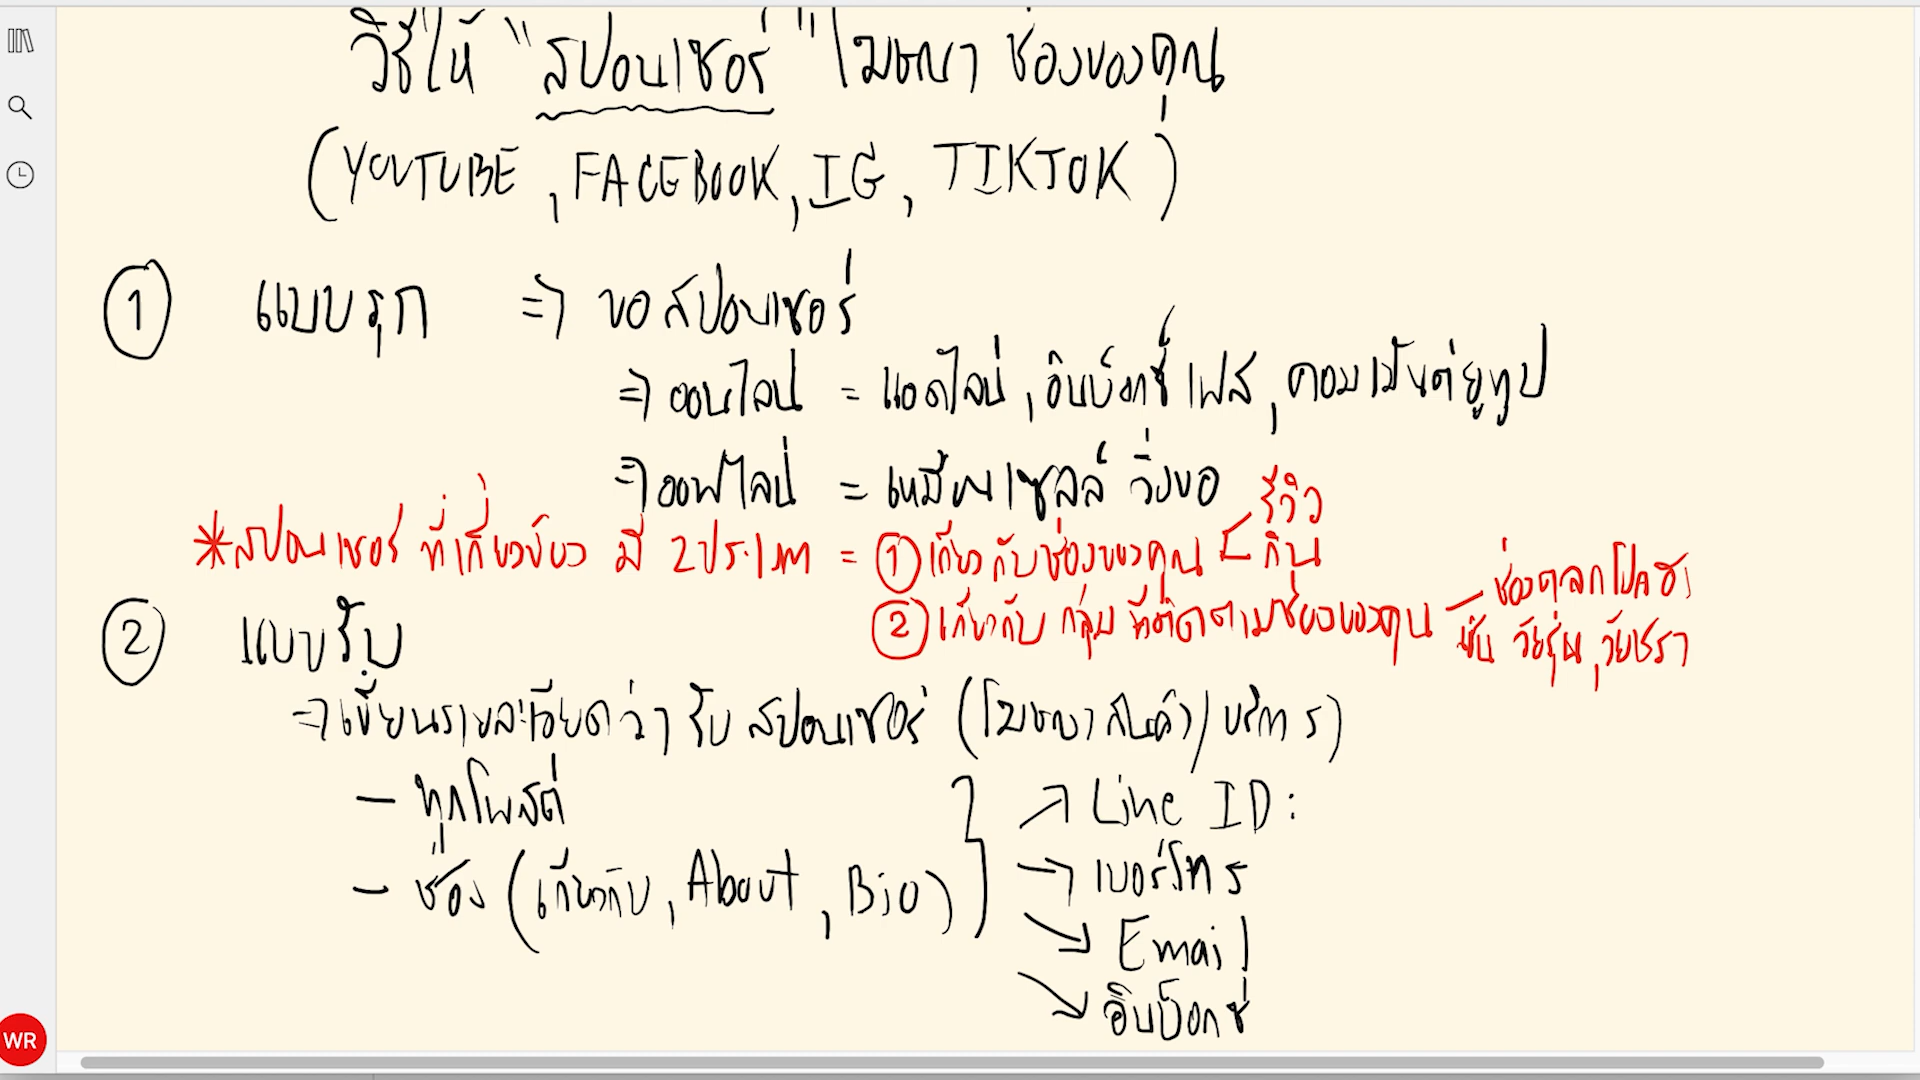 วิธีให้ "สปอนเซอร์" โฆษณา ช่องของคุณ
(YOUTUBE, FACEBOOK, IG, TIKTOK)
① แบบรุก => ขอสปอนเซอร์
=> ออนไลน์ = แอดไลน์, อินบ็อกซ์เฟส, คอมเม้นต์ยูทูป
=> ออฟไลน์ = เหมือนเซลล์ วิ่งขอ
*สปอนเซอร์ ที่เกี่ยวข้อง มี 2 ประเภท = ① เกี่ยวกับช่องของคุณ
รีวิว
กิน
② เกี่ยวกับ กลุ่ม ที่ติดตามช่องของคุณ
ช่องตลกโปกฮา
เช่น วัยรุ่น, วัยชรา
② แบบรับ
=> เขียนรายละเอียดว่า รับ สปอนเซอร์ (โฆษณาสินค้า/บริการ)
- ทุกโพสต์
- ช่อง (เกี่ยวกับ, About, Bio)
Line ID:
เบอร์โทร
Email
อินบ็อกซ์
WR